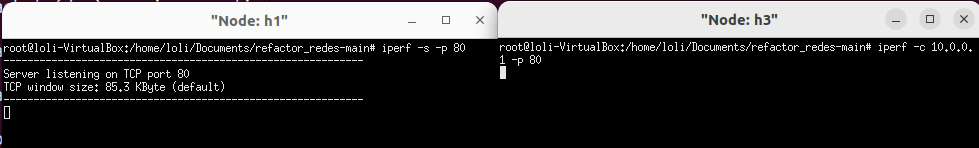 "Node: h1"
root@loli-VirtualBox:/home/loli/Documents/refactor_redes-main# iperf -s -p 80
------------------------------------------------------------
Server listening on TCP port 80
TCP window size: 85.3 KByte (default)
------------------------------------------------------------
"Node: h3"
root@loli-VirtualBox:/home/loli/Documents/refactor_redes-main# iperf -c 10.0.0.
1 -p 80